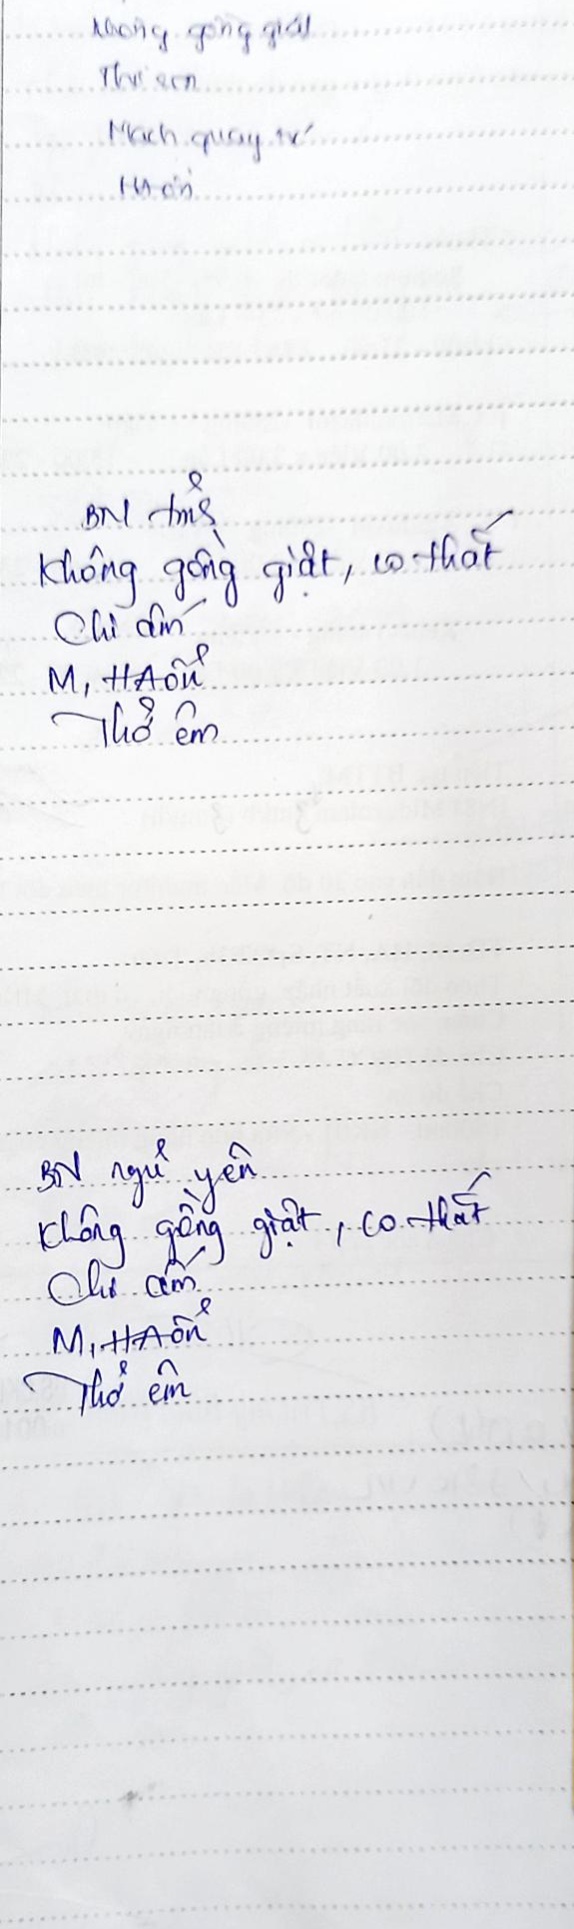 Không gồng giật
Thở êm
Mạch quay rõ
HA ổn
BN tỉnh
Không gồng giật, co thắt
Chi ấm
M, HA ổn
Thở êm
BN ngủ yên
Không gồng giật, co thắt
Chi ấm
M, HA ổn
Thở êm